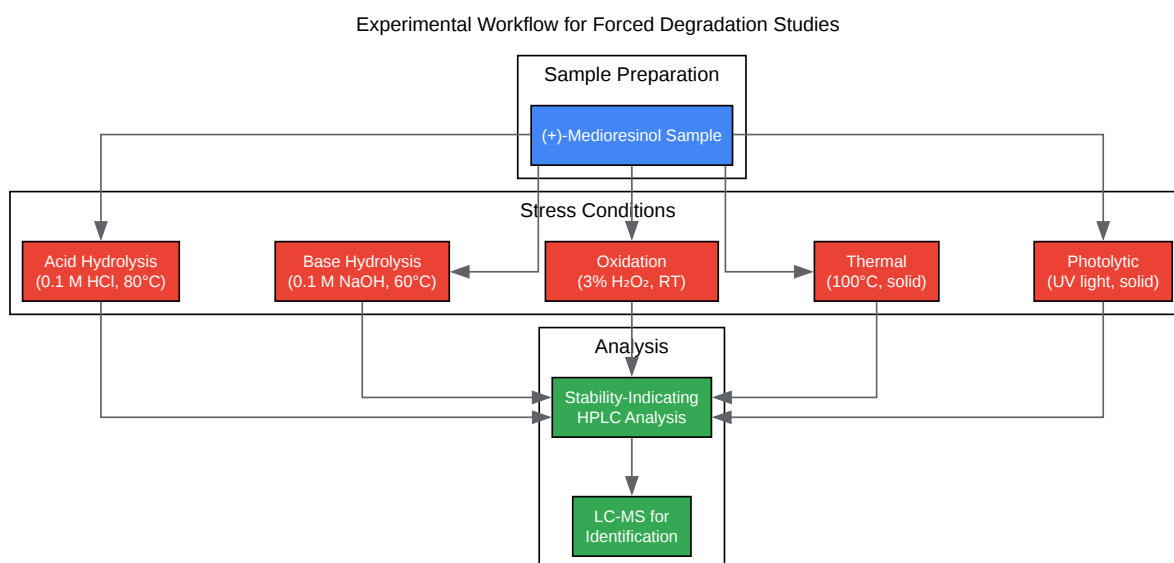 Experimental Workflow for Forced Degradation Studies
Sample Preparation
(+)-Medioresinol Sample
Stress Conditions
Acid Hydrolysis
(0.1 M HCl, 80°C)
Base Hydrolysis
(0.1 M NaOH, 60°C)
Oxidation
(3% H₂O₂, RT)
Thermal
(100°C, solid)
Photolytic
(UV light, solid)
Analysis
Stability-Indicating
HPLC Analysis
LC-MS for
Identification